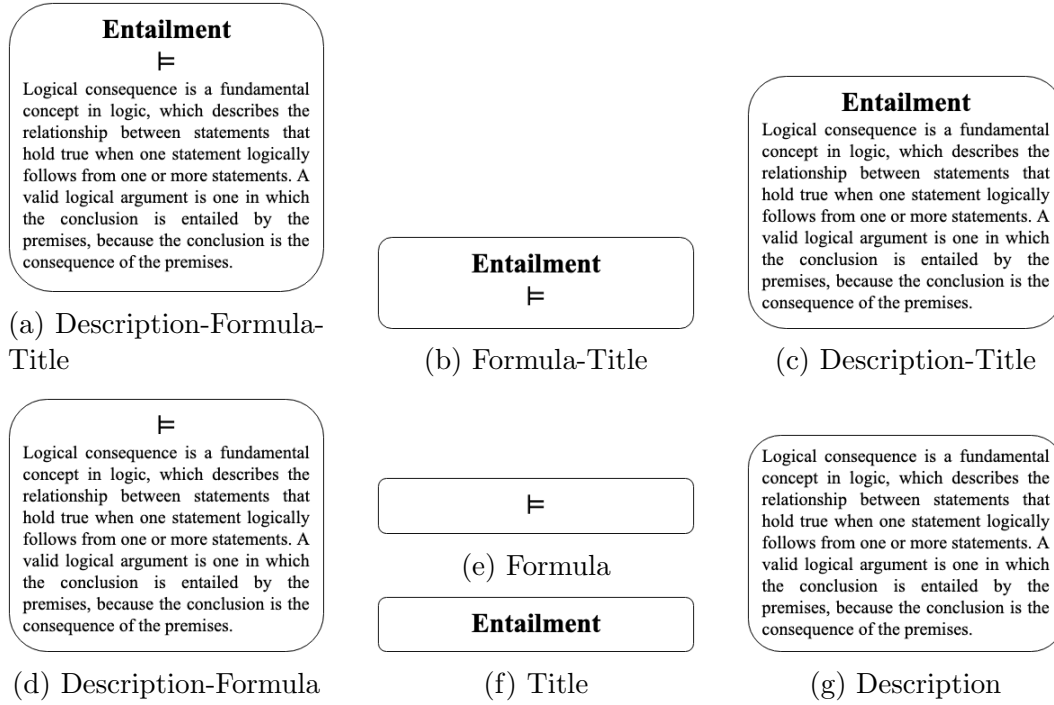 Entailment
⊨
Logical consequence is a fundamental
concept in logic, which describes the
relationship between statements that
hold true when one statement logically
follows from one or more statements. A
valid logical argument is one in which
the conclusion is entailed by the
premises, because the conclusion is the
consequence of the premises.
(a) Description-Formula-
Title
Entailment
⊨
(b) Formula-Title
Entailment
Logical consequence is a fundamental
concept in logic, which describes the
relationship between statements that
hold true when one statement logically
follows from one or more statements. A
valid logical argument is one in which
the conclusion is entailed by the
premises, because the conclusion is the
consequence of the premises.
(c) Description-Title
⊨
Logical consequence is a fundamental
concept in logic, which describes the
relationship between statements that
hold true when one statement logically
follows from one or more statements. A
valid logical argument is one in which
the conclusion is entailed by the
premises, because the conclusion is the
consequence of the premises.
(d) Description-Formula
⊨
(e) Formula
Entailment
(f) Title
Logical consequence is a fundamental
concept in logic, which describes the
relationship between statements that
hold true when one statement logically
follows from one or more statements. A
valid logical argument is one in which
the conclusion is entailed by the
premises, because the conclusion is the
consequence of the premises.
(g) Description